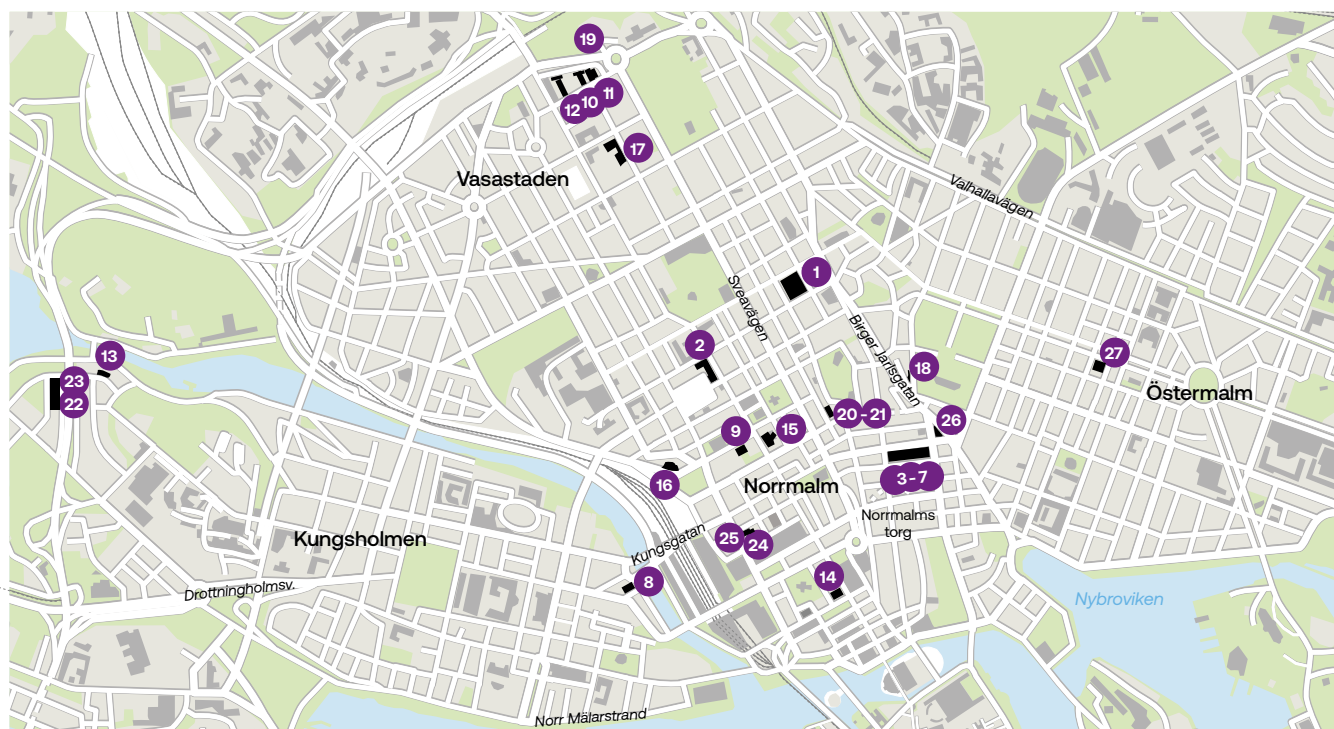 19
11
10
12
17
Vasastaden
Valhallavägen
1
Sveavägen
Birger Jarlsgatan
2
13
27
18
23
22
Östermalm
20-21
26
9
15
3-7
16
Norrmalm
Norrmalms
torg
Kungsgatan
25
24
Kungsholmen
8
14
Drottningholmsv.
Nybroviken
Norr Mälarstrand